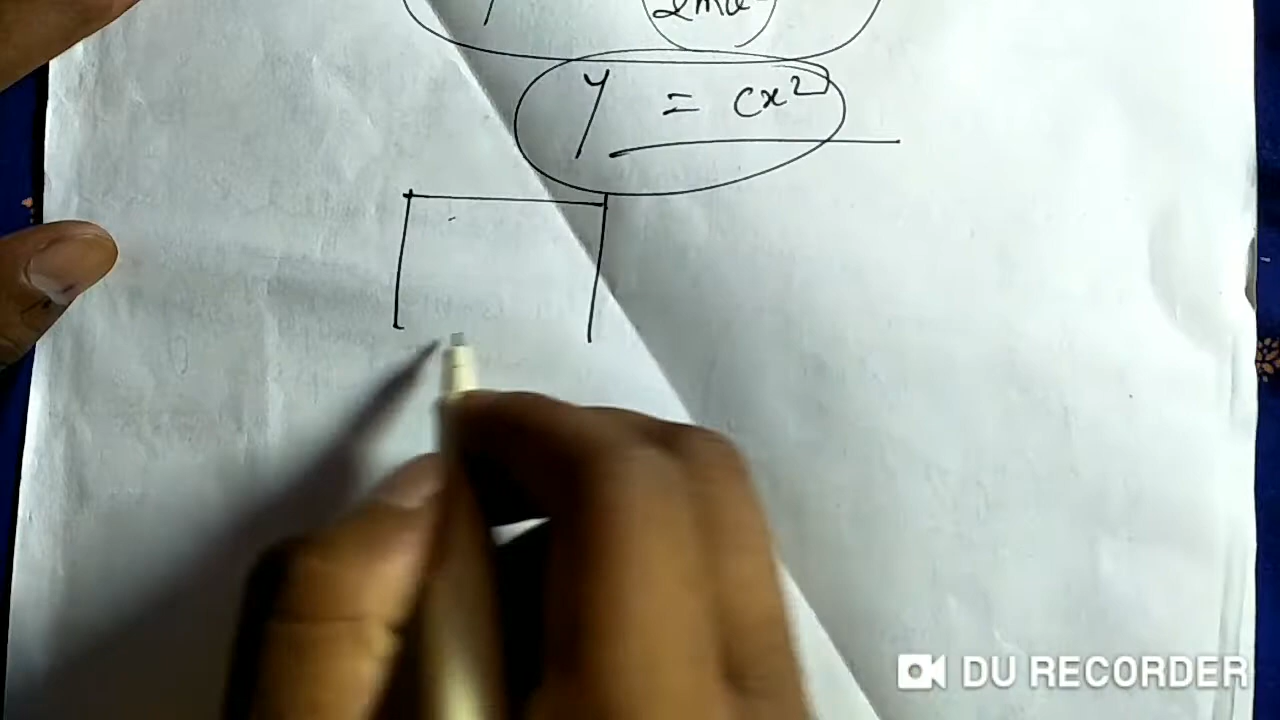 y = cx²
DU RECORDER